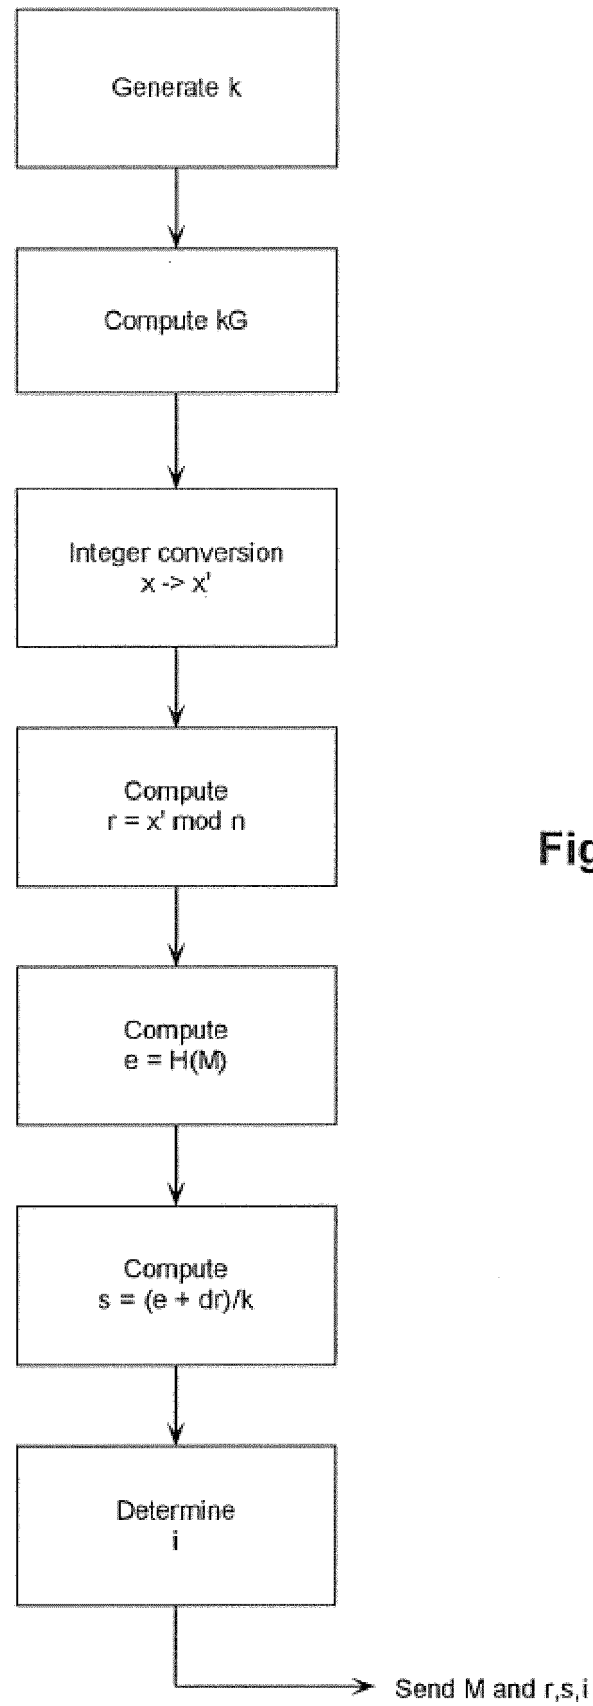 Generate k
Compute kG
Integer conversion
x -> x'
Compute
r = x' mod n
Fig
Compute
e = H(M)
Compute
s = (e + dr)/k
Determine
i
Send M and r,s,i